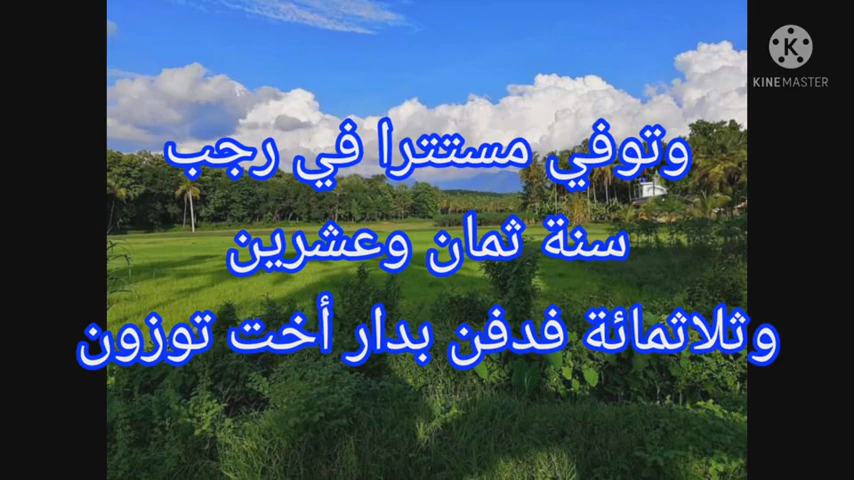 KINEMASTER
وتوفي مستترا في رجب
سنة ثمان وعشرين
وثلاثمائة فدفن بدار أخت توزون